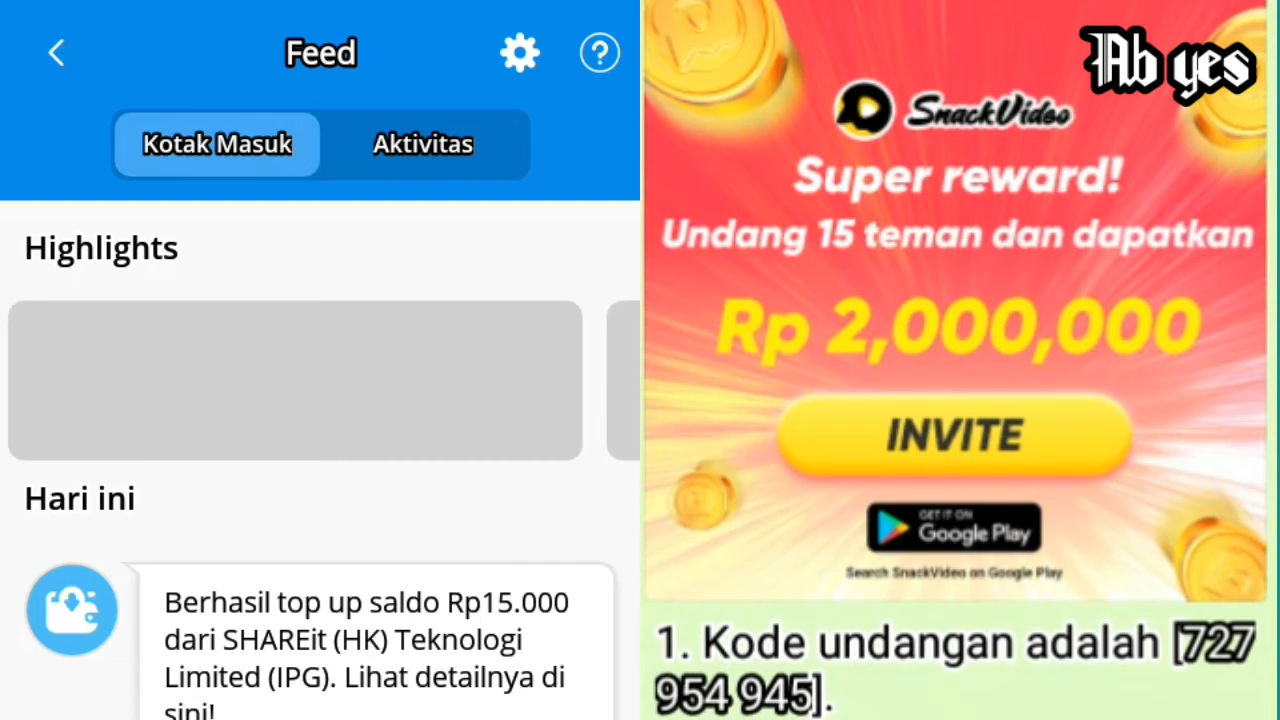 Feed
Kotak Masuk
Aktivitas
Highlights
Hari ini
Berhasil top up saldo Rp15.000
dari SHAREit (HK) Teknologi
Limited (IPG). Lihat detailnya di
sini!
Ab yes
SnackVideo
Super reward!
Undang 15 teman dan dapatkan
Rp 2,000,000
INVITE
GET IT ON
Google Play
Search SnackVideo on Google Play
1. Kode undangan adalah [727
954 945].